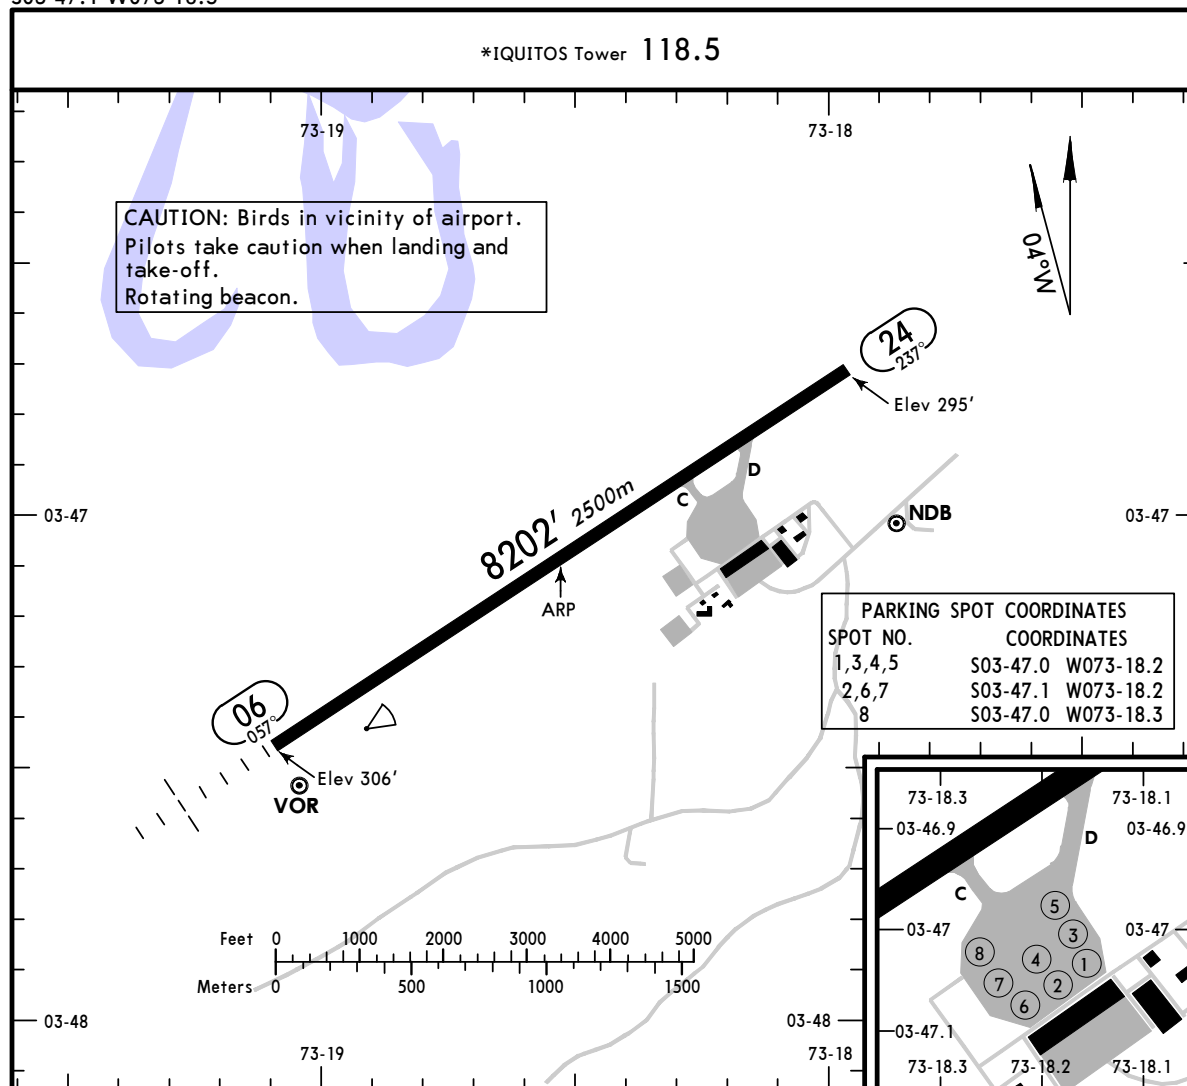 *IQUITOS Tower 118.5
73-19 73-18
CAUTION: Birds in vicinity of airport.
Pilots take caution when landing and
take-off.
Rotating beacon.
04°W
24
237°
Elev 295'
D
C
8202' 2500m
03-47 03-47
NDB
ARP
PARKING SPOT COORDINATES
SPOT NO. COORDINATES
1,3,4,5 S03-47.0 W073-18.2
2,6,7 S03-47.1 W073-18.2
8 S03-47.0 W073-18.3
06
057°
Elev 306'
VOR
73-18.3 73-18.1
03-46.9 03-46.9
D
C
5
03-47 03-47
3
8 4 1
7 2
6
03-47.1
73-18.3 73-18.2 73-18.1
Feet 0 1000 2000 3000 4000 5000
Meters 0 500 1000 1500
03-48 03-48
73-19 73-18